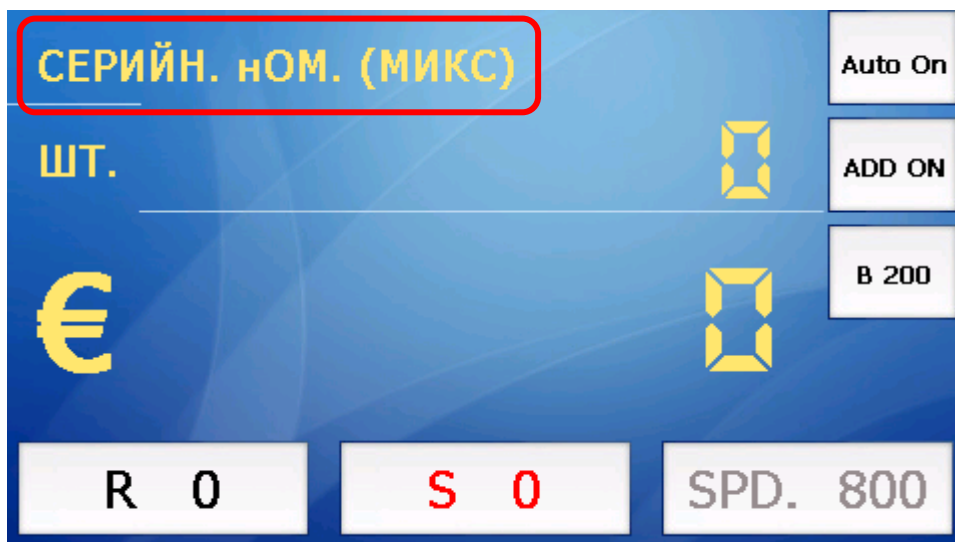 СЕРИЙН. нОМ. (МИКС)
Auto On
ШТ. 0
ADD ON
B 200
€ 0
R 0
S 0
SPD. 800